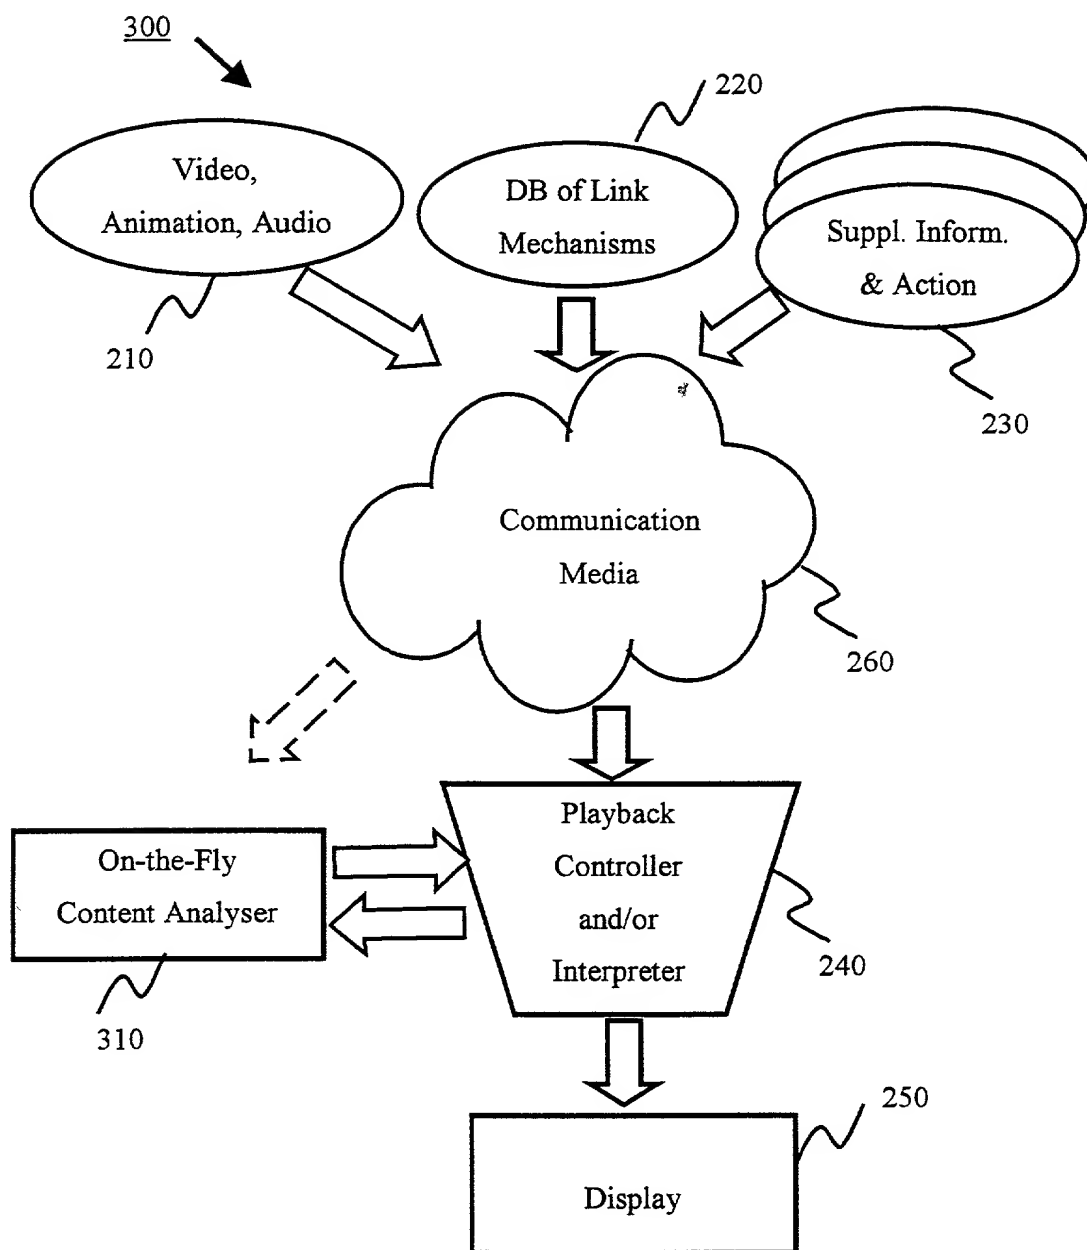 300
220
Video,
Animation, Audio
DB of Link
Mechanisms
Suppl. Inform.
& Action
210
230
Communication
Media
260
Playback
Controller
and/or
Interpreter
On-the-Fly
Content Analyser
240
310
250
Display